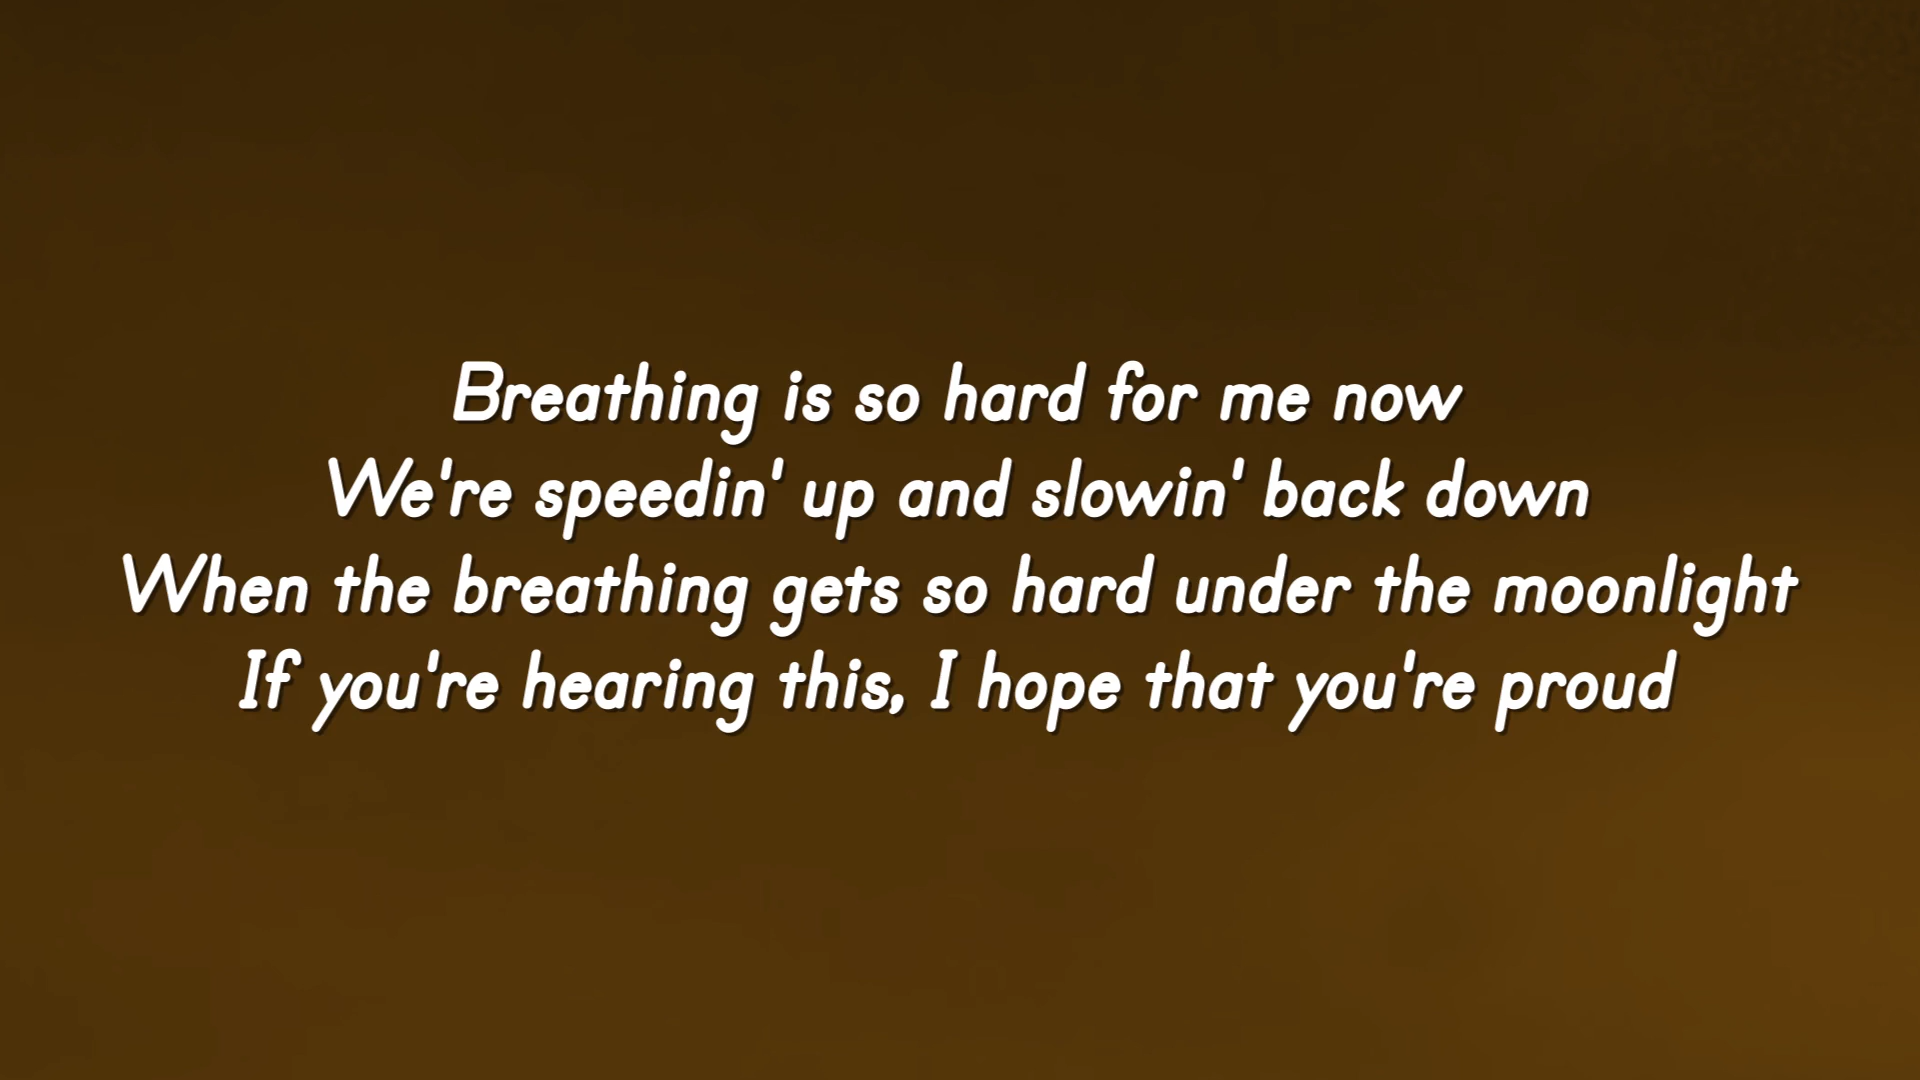 Breathing is so hard for me now
We're speedin' up and slowin' back down
When the breathing gets so hard under the moonlight
If you're hearing this, I hope that you're proud